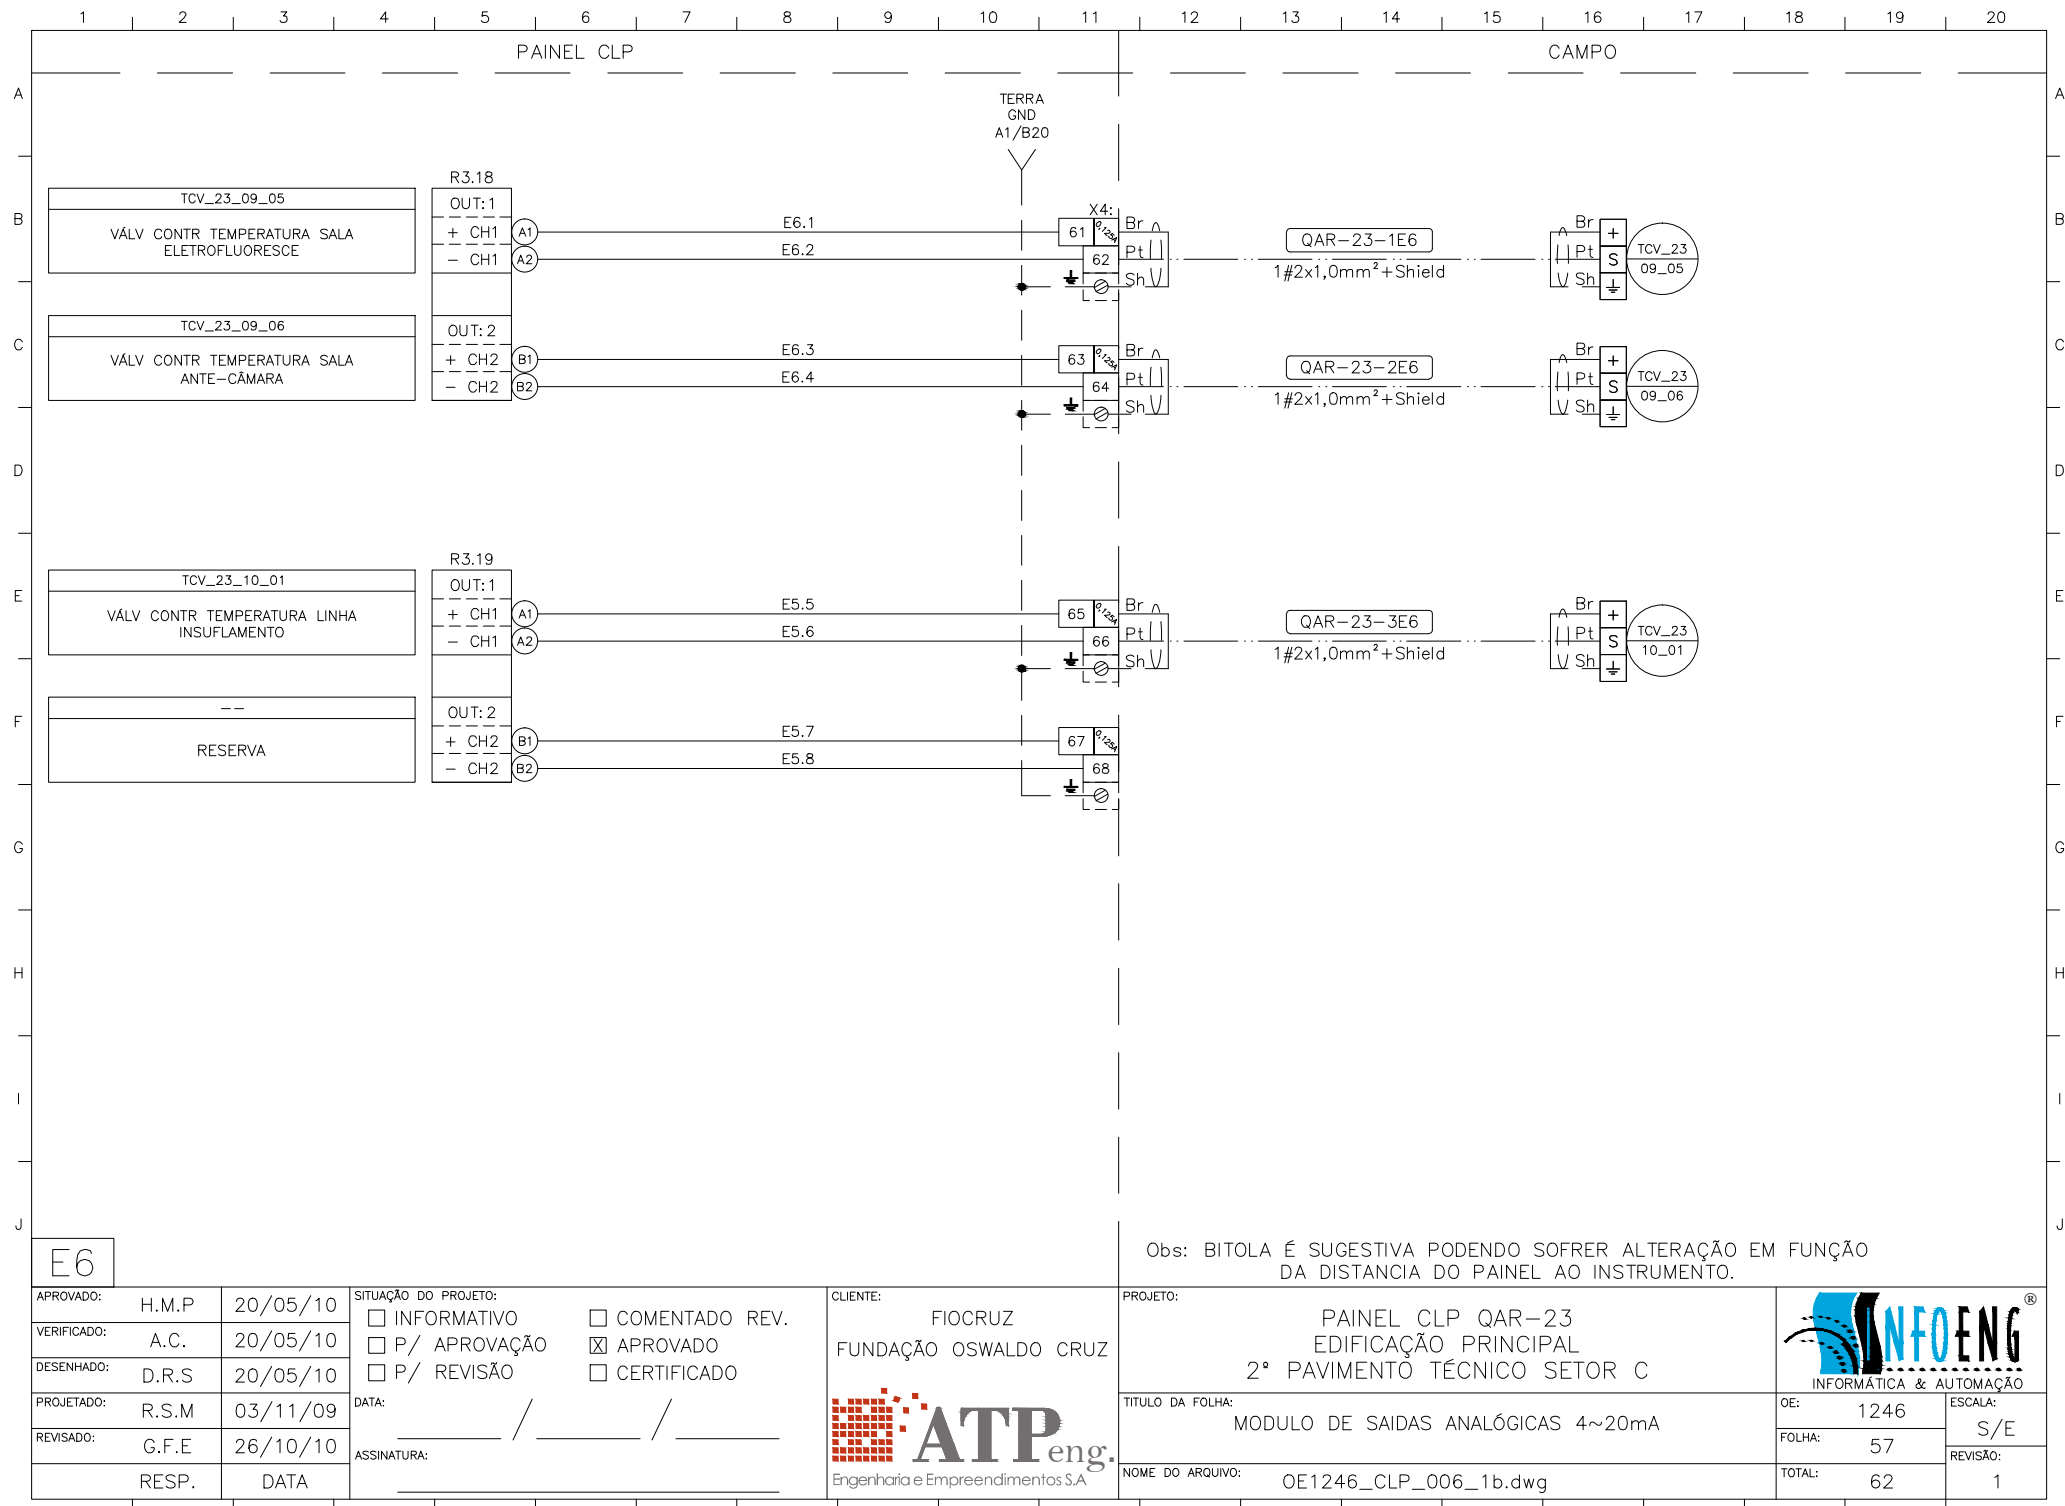 1 2 3 4 5 6 7 8 9 10 11 12 13 14 15 16 17 18 19 20
PAINEL CLP
CAMPO
A
A
TERRA
GND
A1/B20
B
B
TCV_23_09_05
VÁLV CONTR TEMPERATURA SALA
ELETROFLUORESCE
R3.18
OUT:1
+ CH1 A1
- CH1 A2
E6.1
E6.2
X4:
61 0,125A
62
Br
Pt
Sh
QAR-23-1E6
1#2x1,0mm²+Shield
Br +
Pt S
Sh
TCV_23
09_05
C
C
TCV_23_09_06
VÁLV CONTR TEMPERATURA SALA
ANTE-CÂMARA
OUT:2
+ CH2 B1
- CH2 B2
E6.3
E6.4
63 0,125A
64
Br
Pt
Sh
QAR-23-2E6
1#2x1,0mm²+Shield
Br +
Pt S
Sh
TCV_23
09_06
D
D
E
E
TCV_23_10_01
VÁLV CONTR TEMPERATURA LINHA
INSUFLAMENTO
R3.19
OUT:1
+ CH1 A1
- CH1 A2
E5.5
E5.6
65 0,125A
66
Br
Pt
Sh
QAR-23-3E6
1#2x1,0mm²+Shield
Br +
Pt S
Sh
TCV_23
10_01
F
F
--
RESERVA
OUT:2
+ CH2 B1
- CH2 B2
E5.7
E5.8
67 0,125A
68
G
G
H
H
I
I
J
J
E6
Obs: BITOLA É SUGESTIVA PODENDO SOFRER ALTERAÇÃO EM FUNÇÃO
DA DISTANCIA DO PAINEL AO INSTRUMENTO.
APROVADO: H.M.P 20/05/10
VERIFICADO: A.C. 20/05/10
DESENHADO: D.R.S 20/05/10
PROJETADO: R.S.M 03/11/09
REVISADO: G.F.E 26/10/10
RESP. DATA
SITUAÇÃO DO PROJETO:
INFORMATIVO
COMENTADO REV.
P/ APROVAÇÃO
X APROVADO
P/ REVISÃO
CERTIFICADO
DATA: / /
ASSINATURA:
CLIENTE:
FIOCRUZ
FUNDAÇÃO OSWALDO CRUZ
ATPeng.
Engenharia e Empreendimentos S.A
PROJETO:
PAINEL CLP QAR-23
EDIFICAÇÃO PRINCIPAL
2º PAVIMENTO TÉCNICO SETOR C
TITULO DA FOLHA:
MODULO DE SAIDAS ANALÓGICAS 4~20mA
NOME DO ARQUIVO: OE1246_CLP_006_1b.dwg
INFOENG ®
INFORMÁTICA & AUTOMAÇÃO
OE: 1246
ESCALA: S/E
FOLHA: 57
REVISÃO: 1
TOTAL: 62